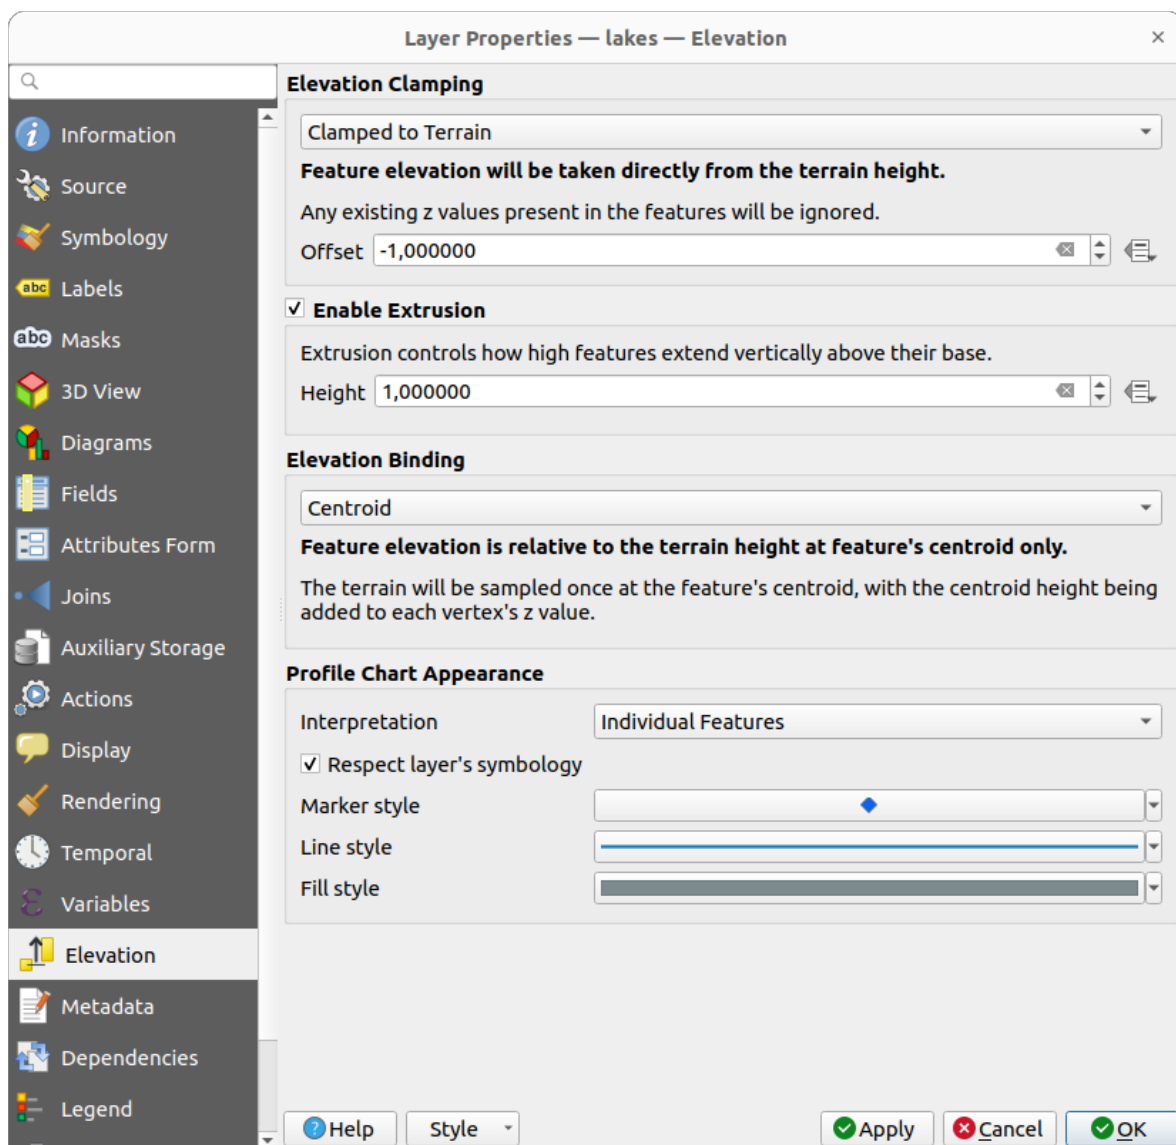 Layer Properties — lakes — Elevation
Information
Source
Symbology
abc Labels
abc Masks
3D View
Diagrams
Fields
Attributes Form
Joins
Auxiliary Storage
Actions
Display
Rendering
Temporal
Variables
Elevation
Metadata
Dependencies
Legend
Elevation Clamping
Clamped to Terrain
Feature elevation will be taken directly from the terrain height.
Any existing z values present in the features will be ignored.
Offset -1,000000
Enable Extrusion
Extrusion controls how high features extend vertically above their base.
Height 1,000000
Elevation Binding
Centroid
Feature elevation is relative to the terrain height at feature's centroid only.
The terrain will be sampled once at the feature's centroid, with the centroid height being
added to each vertex's z value.
Profile Chart Appearance
Interpretation Individual Features
Respect layer's symbology
Marker style
Line style
Fill style
Help Style Apply Cancel OK